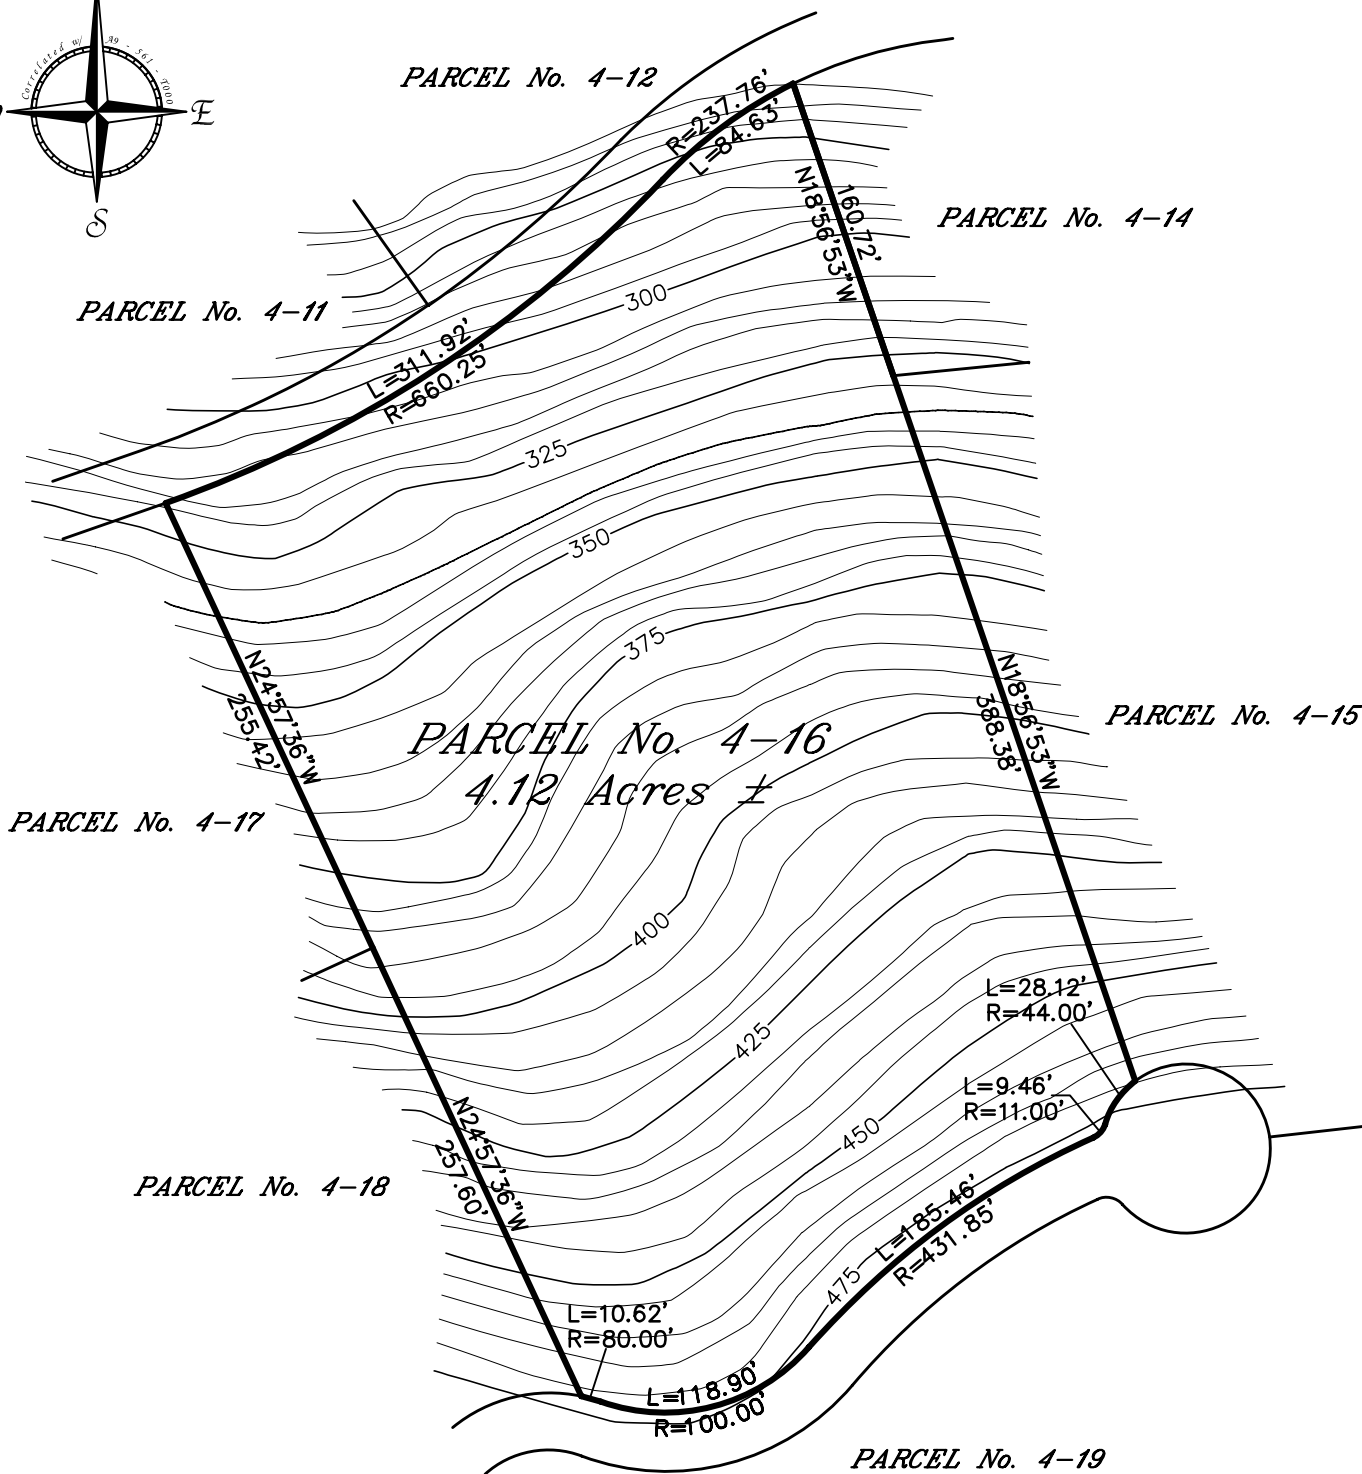 Correlated w/ A9 - 561 - T000
E
S
PARCEL No. 4-12
R=237.76'
L=84.63'
N18°56'53"W
160.72'
PARCEL No. 4-14
PARCEL No. 4-11
300
L=311.92'
R=660.25'
325
350
375
N24°57'36"W
255.42'
N18°56'53"W
388.38'
PARCEL No. 4-15
PARCEL No. 4-16
4.12 Acres ±
PARCEL No. 4-17
400
L=28.12'
R=44.00'
425
L=9.46'
R=11.00'
450
N24°57'36"W
257.60'
PARCEL No. 4-18
L=185.46'
R=431.85'
475
L=10.62'
R=80.00'
L=118.90'
R=100.00'
PARCEL No. 4-19